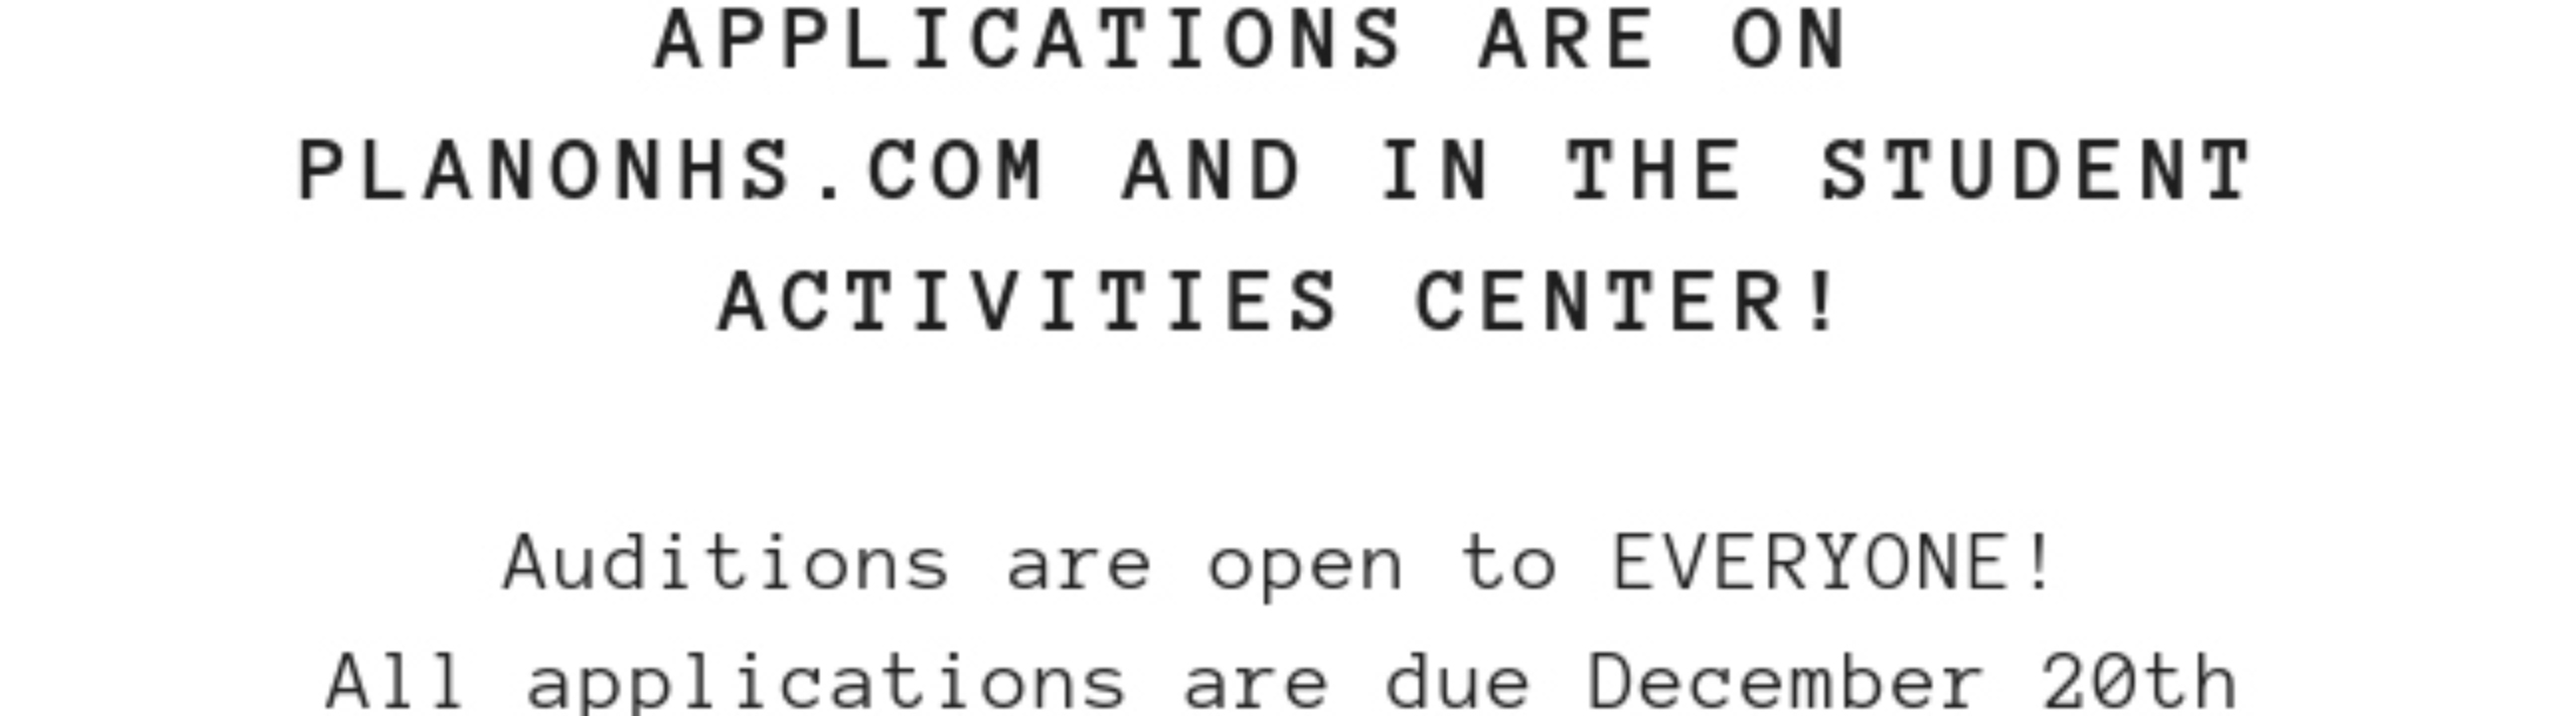 APPLICATIONS ARE ON
PLANONHS.COM AND IN THE STUDENT
ACTIVITIES CENTER!
Auditions are open to EVERYONE!
All applications are due December 20th